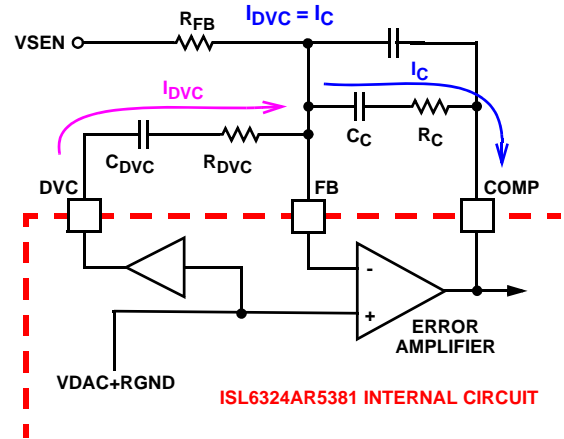 I_DVC = I_C
R_FB
VSEN
I_DVC
I_C
C_C
R_C
C_DVC
R_DVC
DVC
FB
COMP
-
+
ERROR
AMPLIFIER
VDAC+RGND
ISL6324AR5381 INTERNAL CIRCUIT